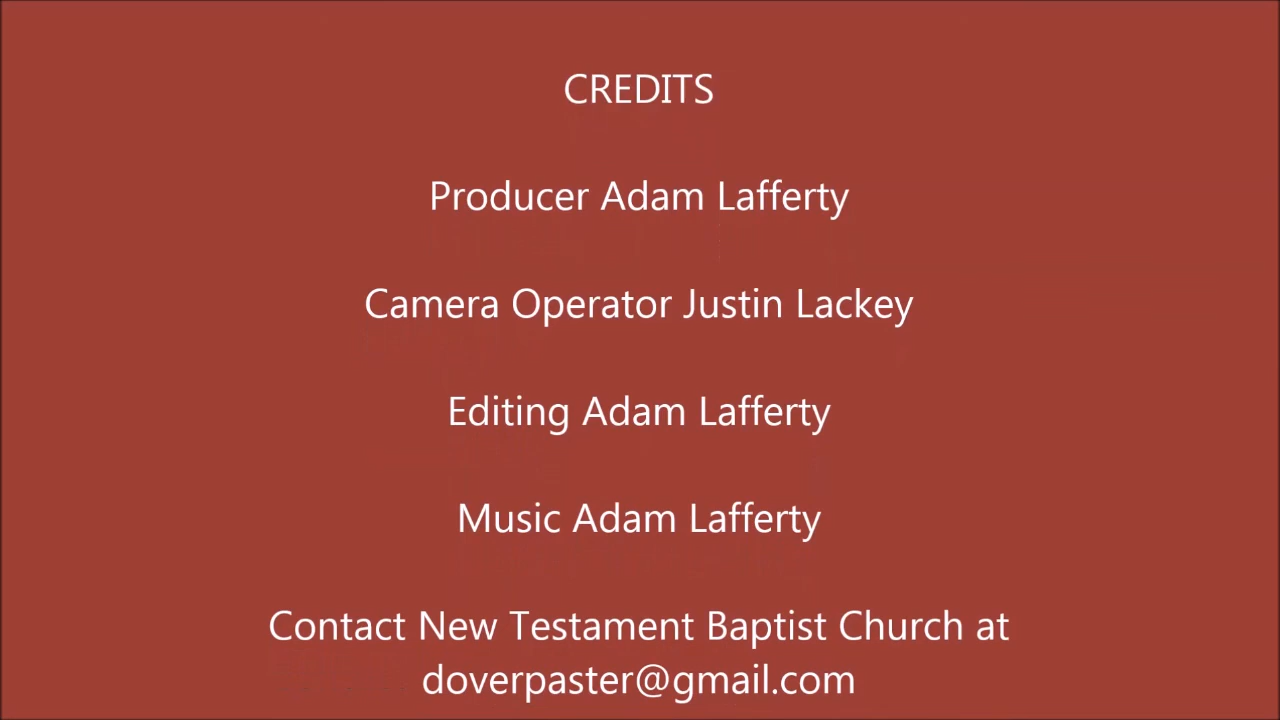 CREDITS
Producer Adam Lafferty
Camera Operator Justin Lackey
Editing Adam Lafferty
Music Adam Lafferty
Contact New Testament Baptist Church at
doverpaster@gmail.com